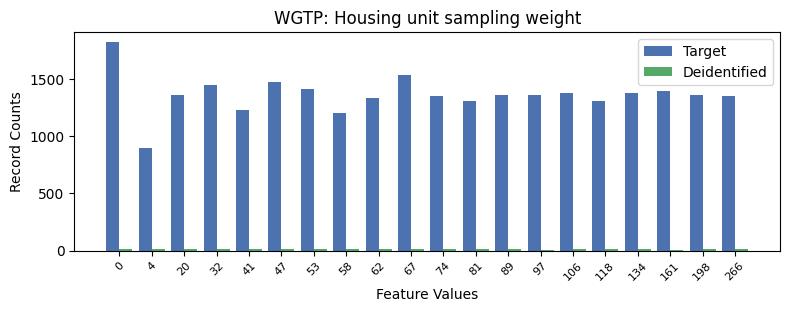 WGTP: Housing unit sampling weight
Target
Deidentified
Record Counts
1500
1000
500
0
0 4 20 32 41 47 53 58 62 67 74 81 89 97 106 118 134 161 198 266
Feature Values